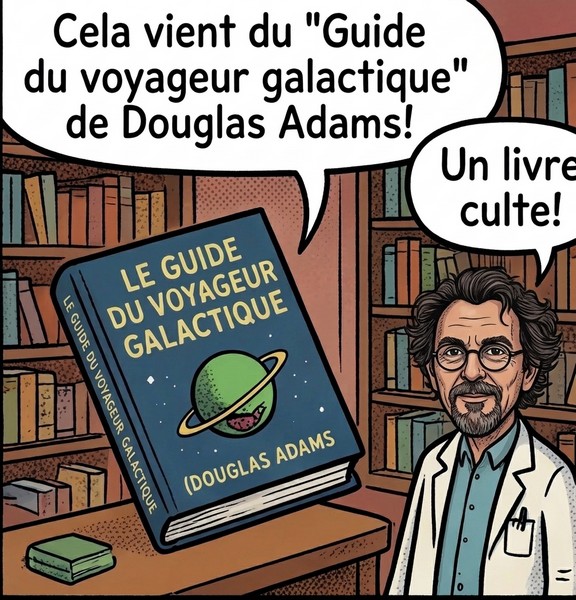 Cela vient du "Guide
du voyageur galactique"
de Douglas Adams!
Un livre
culte!
LE GUIDE
DU VOYAGEUR
GALACTIQUE
(DOUGLAS ADAMS
LE GUIDE DU VOYAGEUR GALACTIQUE